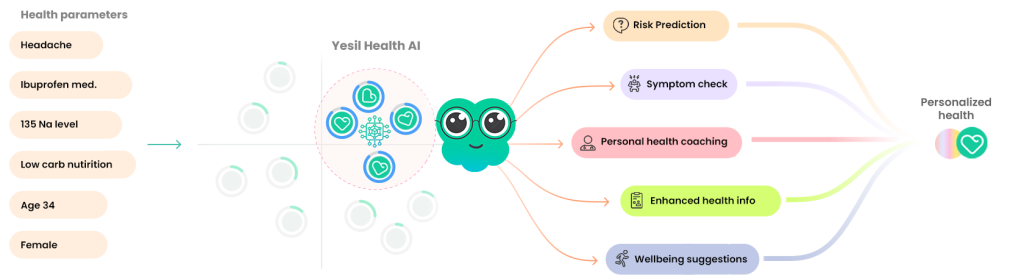 Health parameters
Headache
Ibuprofen med.
135 Na level
Low carb nutirition
Age 34
Female
Yesil Health AI
Risk Prediction
Symptom check
Personal health coaching
Enhanced health info
Wellbeing suggestions
Personalized
health